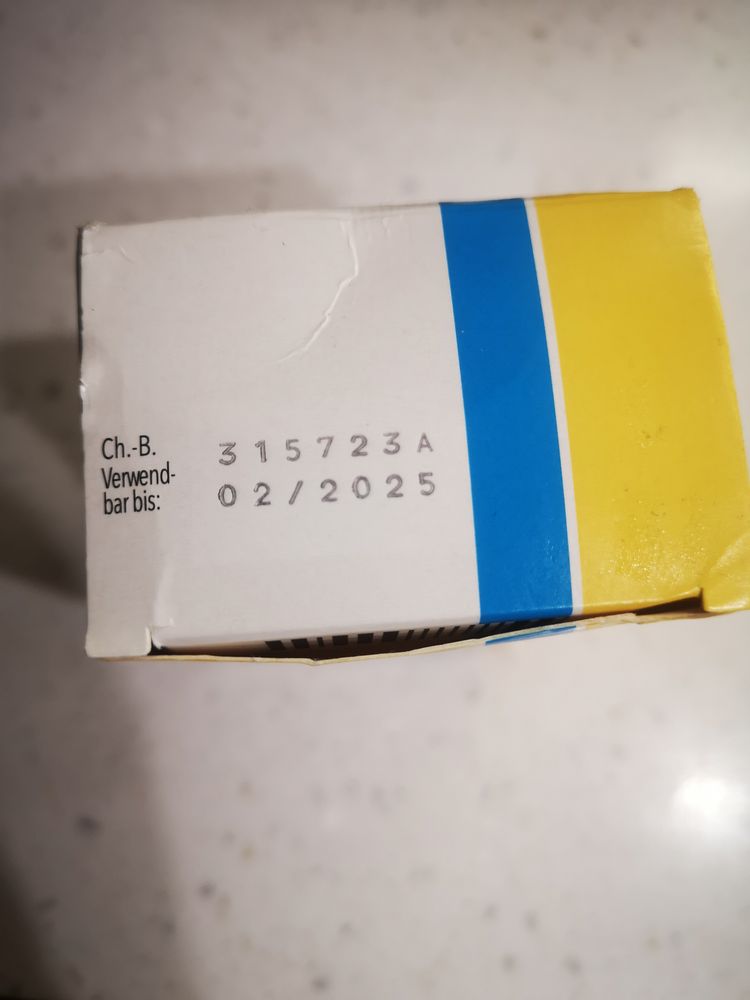 Ch.-B. 315723A
Verwend-
bar bis: 02/2025